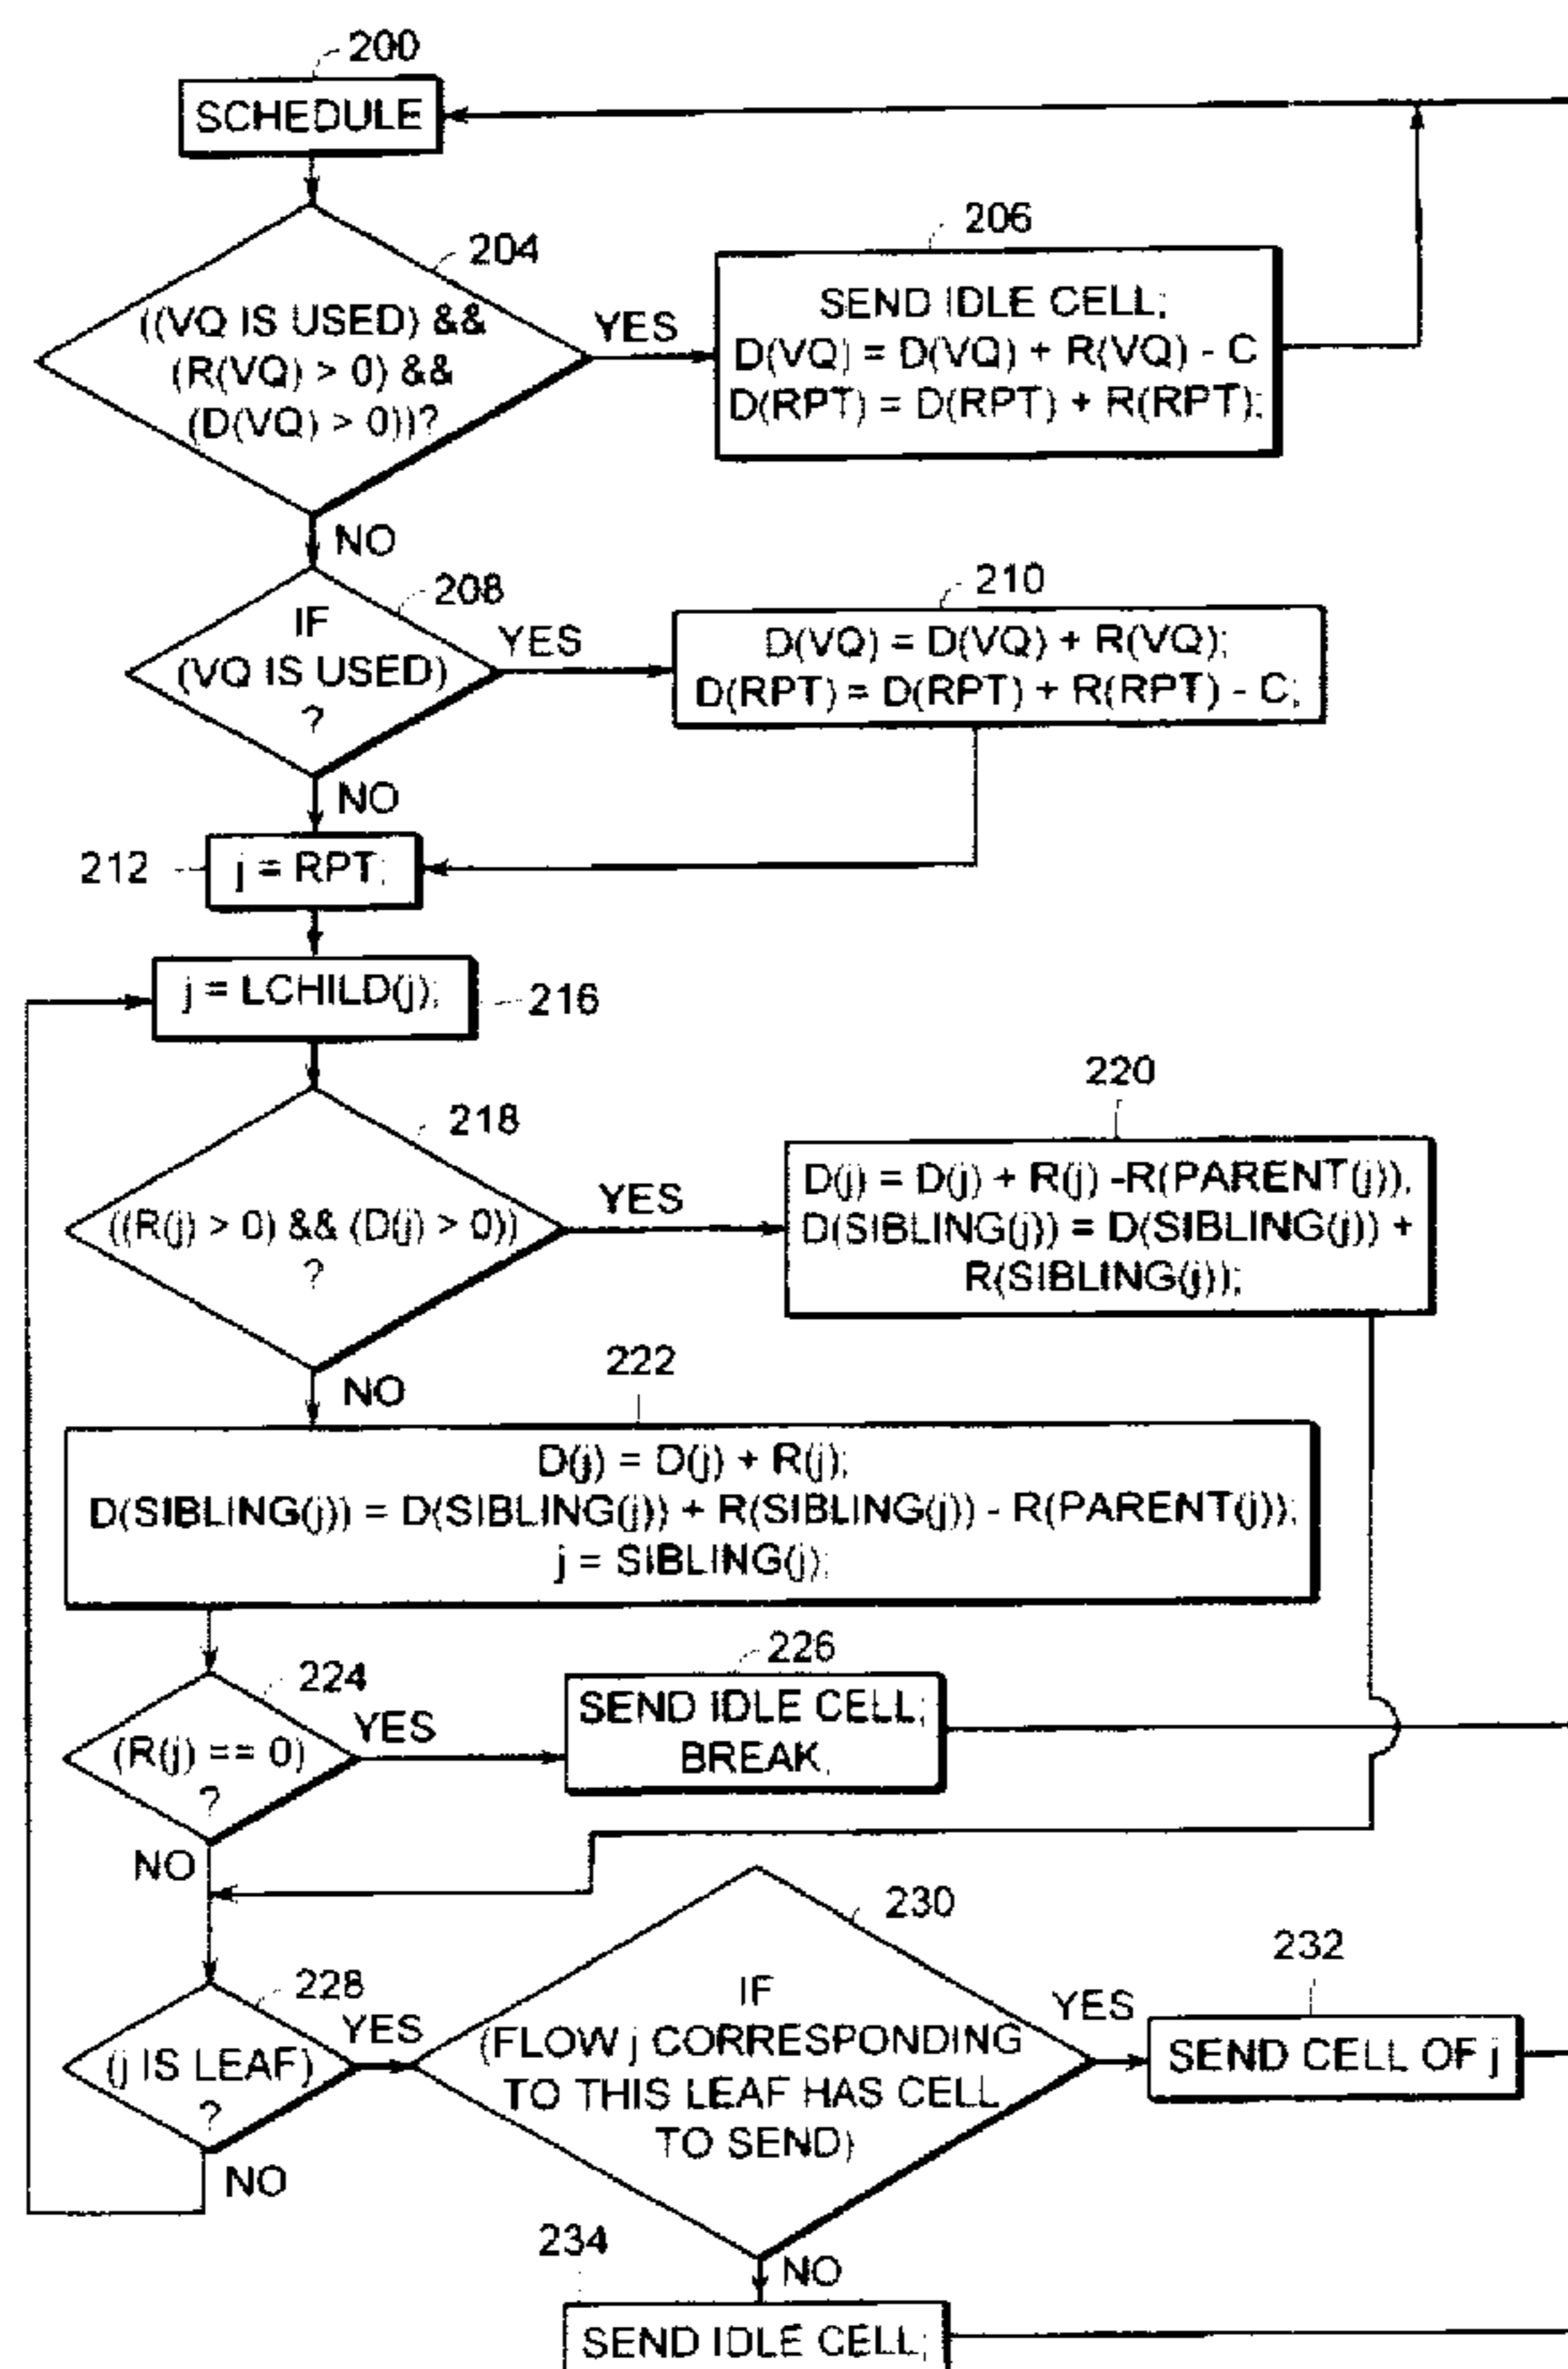 200
SCHEDULE
204
((VQ IS USED) &&
(R(VQ) > 0) &&
(D(VQ) > 0))?
YES
206
SEND IDLE CELL;
D(VQ) = D(VQ) + R(VQ) - C
D(RPT) = D(RPT) + R(RPT);
NO
208
IF
(VQ IS USED)
?
YES
210
D(VQ) = D(VQ) + R(VQ);
D(RPT) = D(RPT) + R(RPT) - C;
NO
212
j = RPT;
j = LCHILD(j);
216
218
((R(j) > 0) && (D(j) > 0))
?
YES
220
D(j) = D(j) + R(j) -R(PARENT(j)),
D(SIBLING(j)) = D(SIBLING(j)) +
R(SIBLING(j));
NO
222
D(j) = D(j) + R(j);
D(SIBLING(j)) = D(SIBLING(j)) + R(SIBLING(j)) - R(PARENT(j));
j = SIBLING(j);
224
(R(j) == 0)
?
YES
226
SEND IDLE CELL;
BREAK,
NO
228
(j IS LEAF)
?
YES
230
IF
(FLOW j CORRESPONDING
TO THIS LEAF HAS CELL
TO SEND)
YES
232
SEND CELL OF j
NO
NO
234
SEND IDLE CELL;